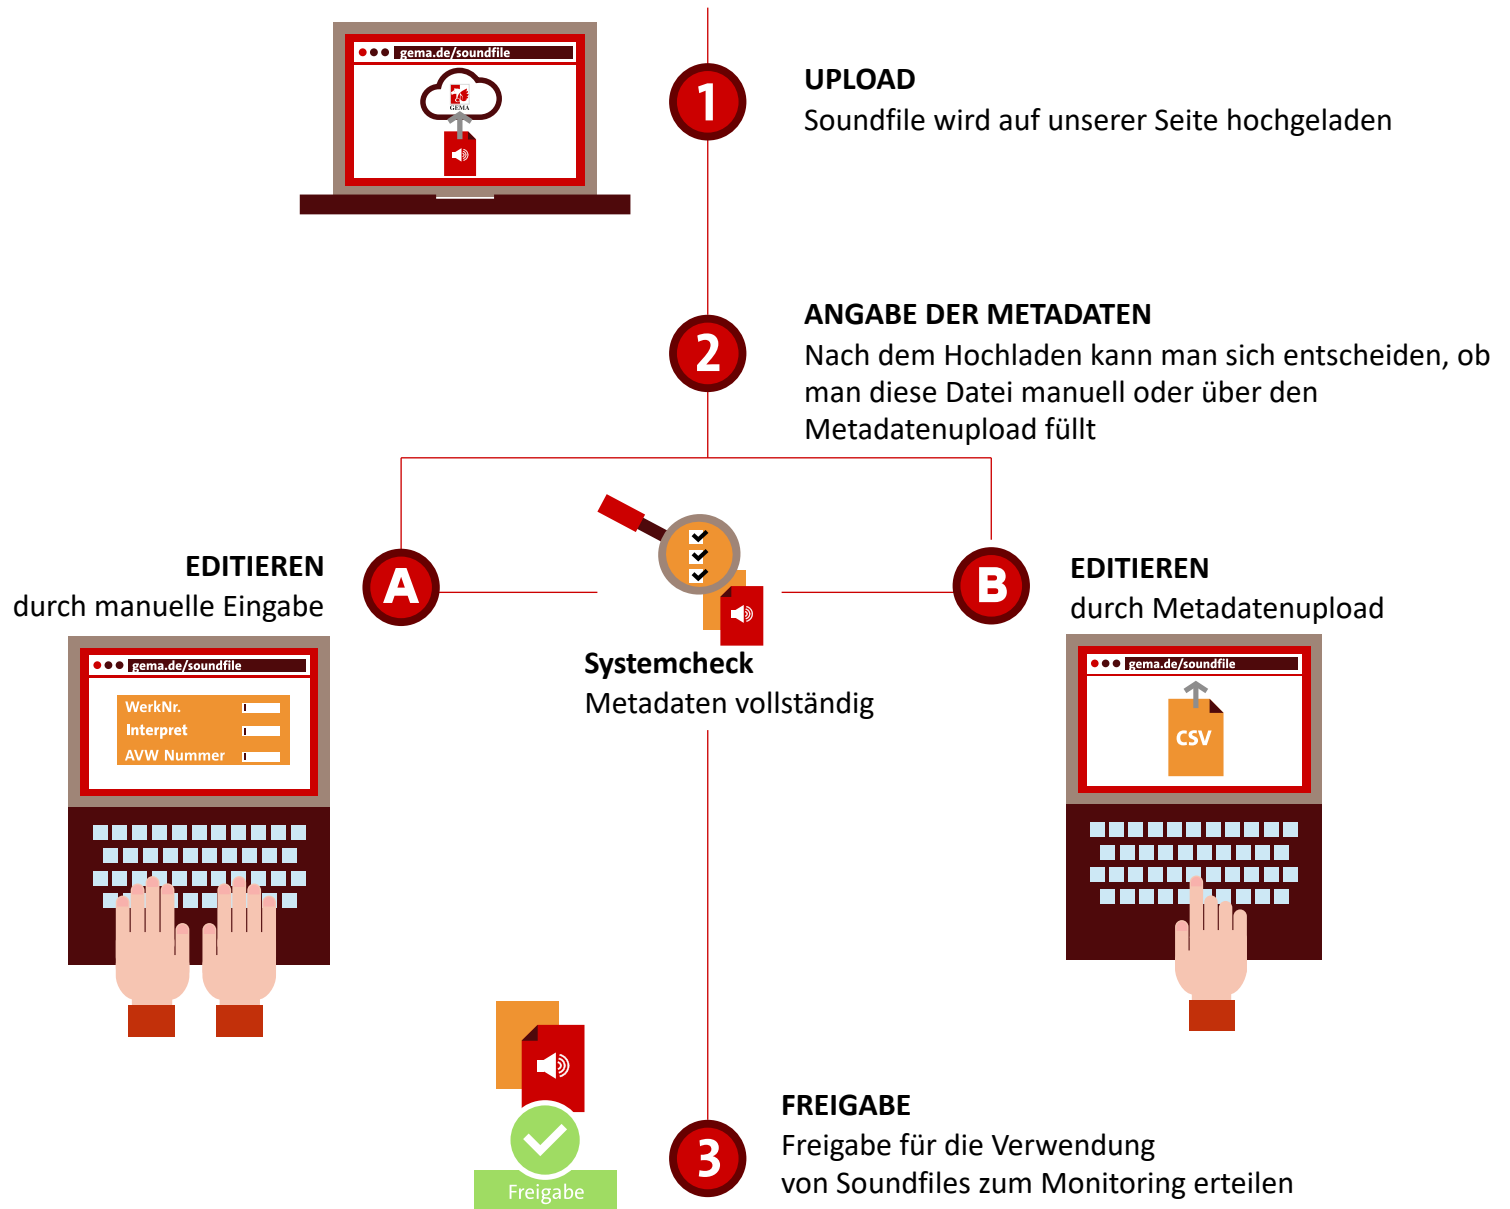 gema.de/soundfile
GEMA
1
UPLOAD
Soundfile wird auf unserer Seite hochgeladen
2
ANGABE DER METADATEN
Nach dem Hochladen kann man sich entscheiden, ob
man diese Datei manuell oder über den
Metadatenupload füllt
A
EDITIEREN
durch manuelle Eingabe
gema.de/soundfile
WerkNr.
Interpret
AVW Nummer
Systemcheck
Metadaten vollständig
B
EDITIEREN
durch Metadatenupload
gema.de/soundfile
CSV
Freigabe
3
FREIGABE
Freigabe für die Verwendung
von Soundfiles zum Monitoring erteilen